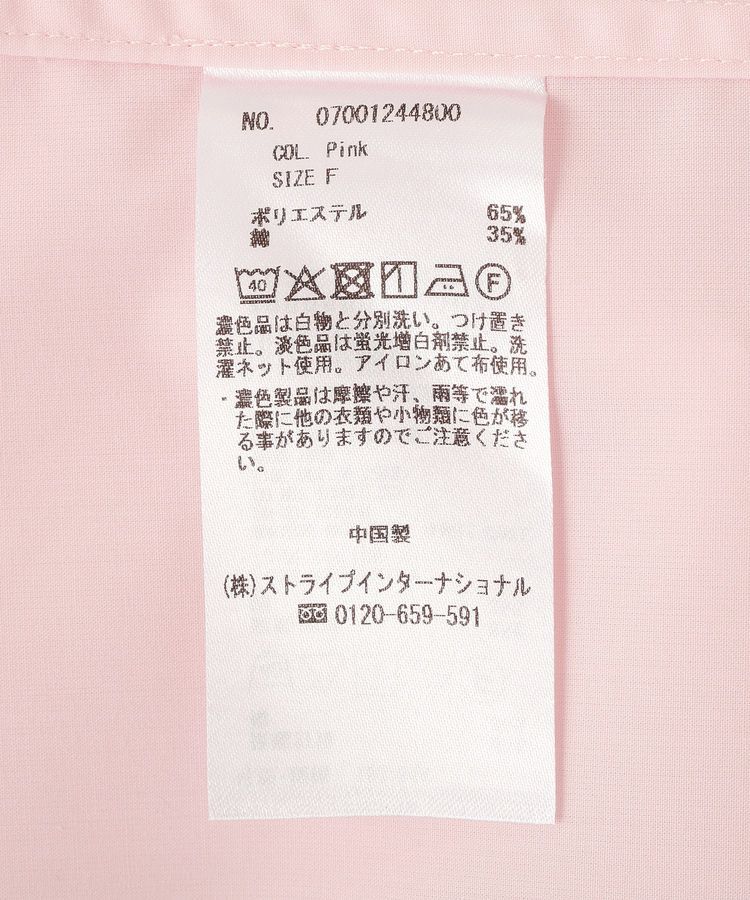 NO. 07001244800
COL. Pink
SIZE F
ポリエステル 65%
綿 35%
40 F
濃色品は白物と分別洗い。つけ置き
禁止。淡色品は蛍光増白剤禁止。洗
濯ネット使用。アイロンあて布使用。
・濃色製品は摩擦や汗、雨等で濡れ
た際に他の衣類や小物類に色が移
る事がありますのでご注意くださ
い。
中国製
(株)ストライプインターナショナル
0120-659-591